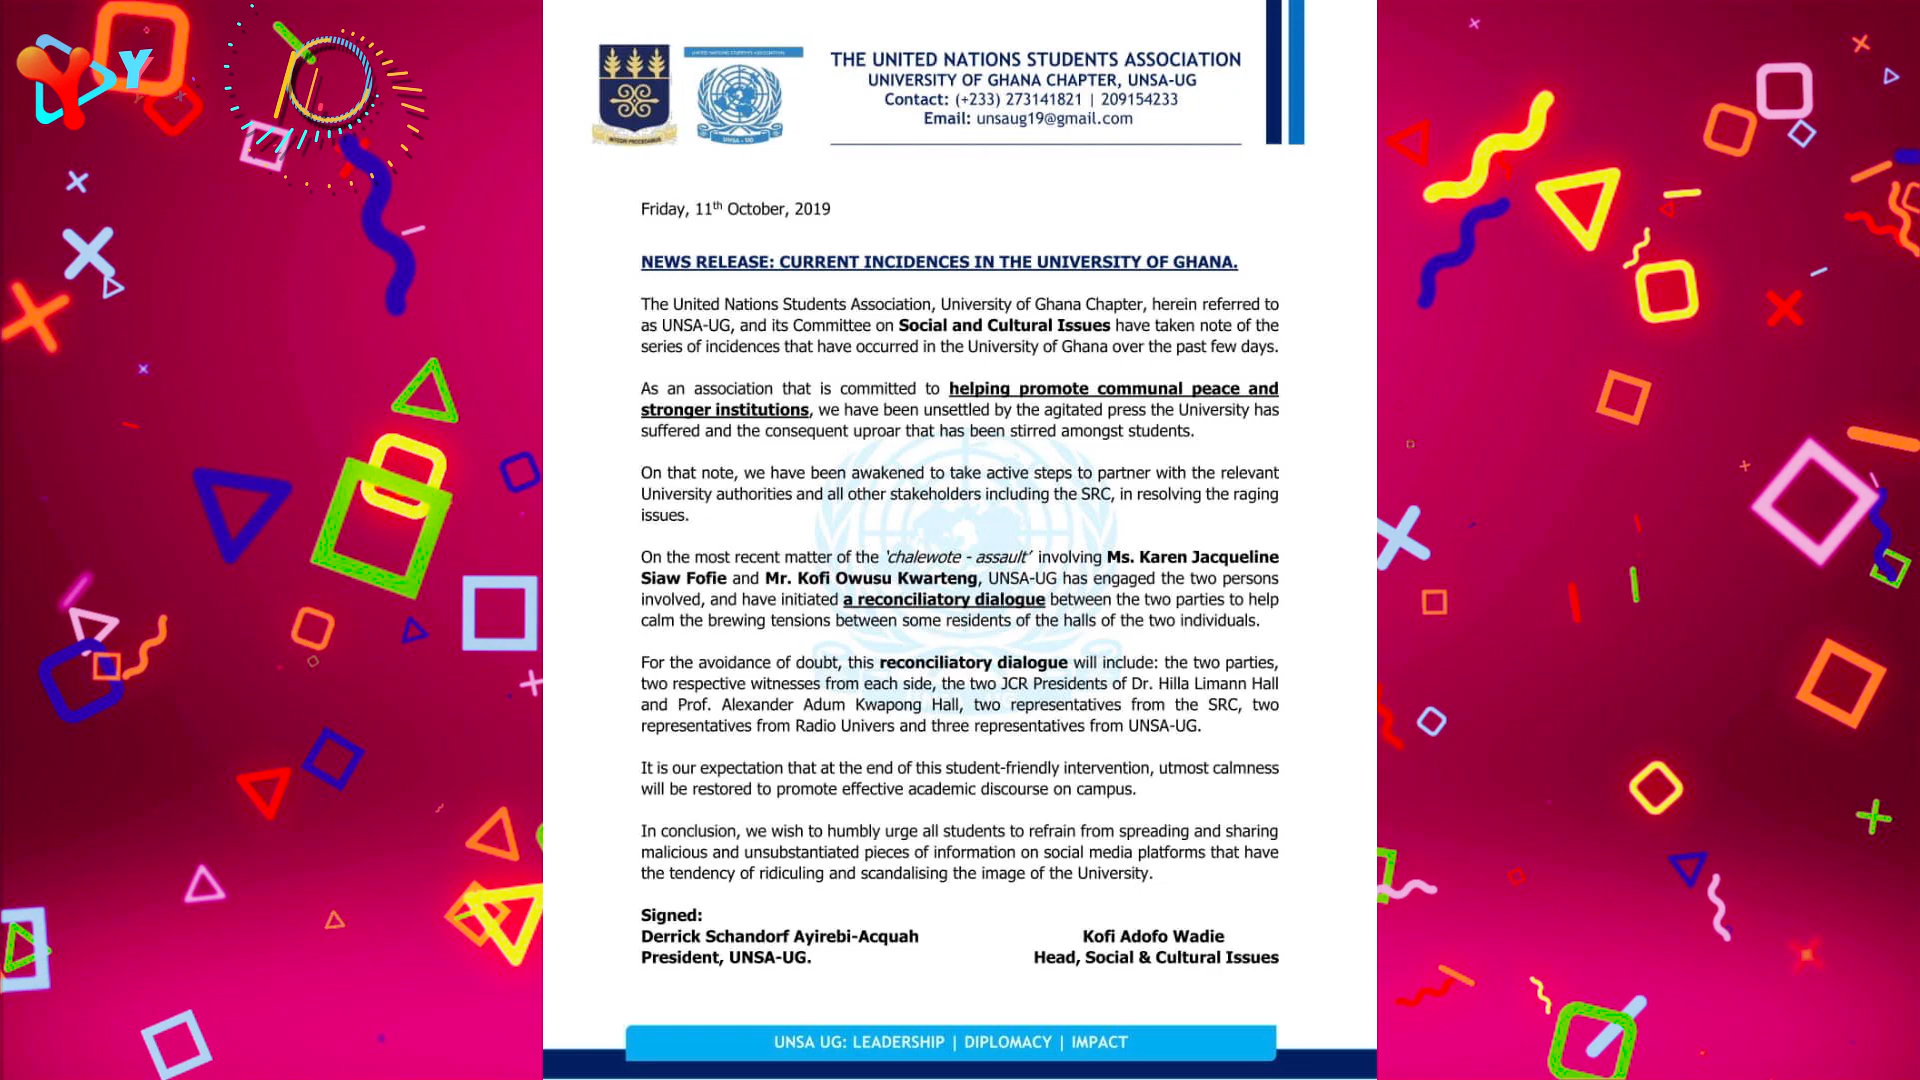 Y
THE UNITED NATIONS STUDENTS ASSOCIATION
UNIVERSITY OF GHANA CHAPTER, UNSA-UG
Contact: (+233) 273141821 | 209154233
Email: unsaug19@gmail.com
UNITED NATIONS STUDENTS ASSOCIATION
INTEGRI PROCEDAMUS
UNSA - UG
Friday, 11th October, 2019
NEWS RELEASE: CURRENT INCIDENCES IN THE UNIVERSITY OF GHANA.
The United Nations Students Association, University of Ghana Chapter, herein referred to
as UNSA-UG, and its Committee on Social and Cultural Issues have taken note of the
series of incidences that have occurred in the University of Ghana over the past few days.
As an association that is committed to helping promote communal peace and
stronger institutions, we have been unsettled by the agitated press the University has
suffered and the consequent uproar that has been stirred amongst students.
On that note, we have been awakened to take active steps to partner with the relevant
University authorities and all other stakeholders including the SRC, in resolving the raging
issues.
On the most recent matter of the 'chalewote - assault' involving Ms. Karen Jacqueline
Siaw Fofie and Mr. Kofi Owusu Kwarteng, UNSA-UG has engaged the two persons
involved, and have initiated a reconciliatory dialogue between the two parties to help
calm the brewing tensions between some residents of the halls of the two individuals.
For the avoidance of doubt, this reconciliatory dialogue will include: the two parties,
two respective witnesses from each side, the two JCR Presidents of Dr. Hilla Limann Hall
and Prof. Alexander Adum Kwapong Hall, two representatives from the SRC, two
representatives from Radio Univers and three representatives from UNSA-UG.
It is our expectation that at the end of this student-friendly intervention, utmost calmness
will be restored to promote effective academic discourse on campus.
In conclusion, we wish to humbly urge all students to refrain from spreading and sharing
malicious and unsubstantiated pieces of information on social media platforms that have
the tendency of ridiculing and scandalising the image of the University.
Signed:
Derrick Schandorf Ayirebi-Acquah
President, UNSA-UG.
Kofi Adofo Wadie
Head, Social & Cultural Issues
UNSA UG: LEADERSHIP | DIPLOMACY | IMPACT